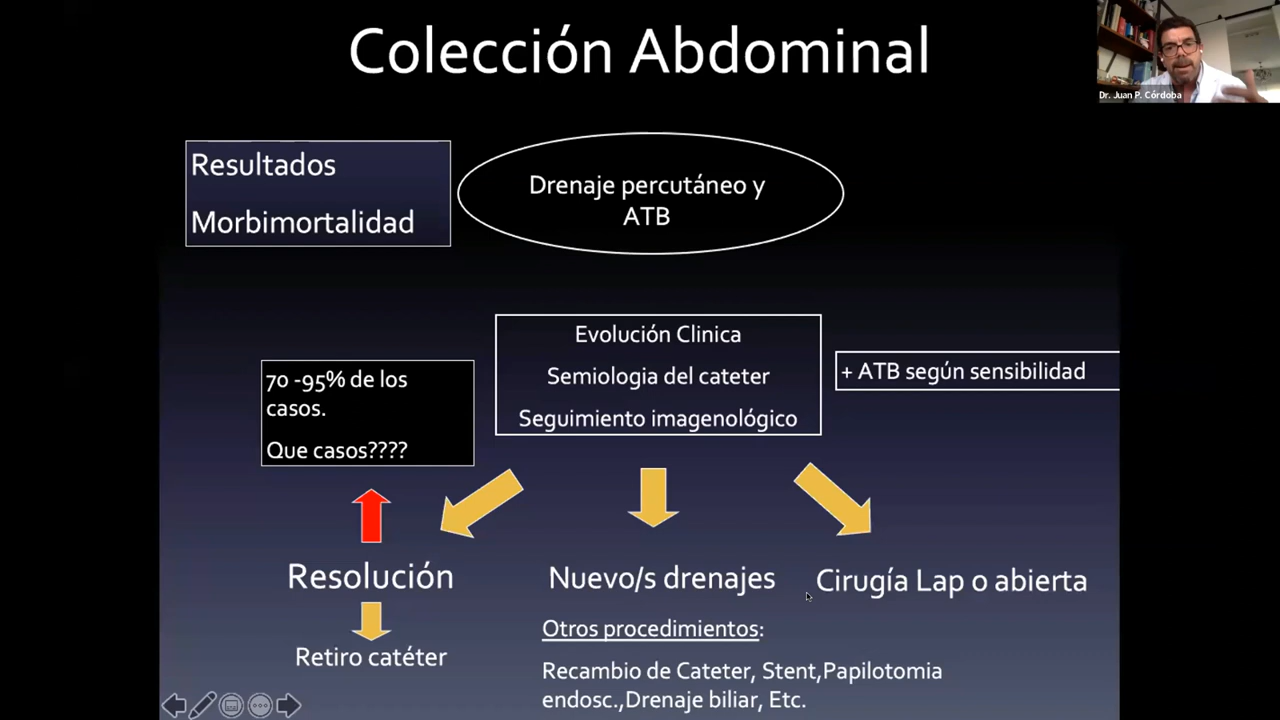 Colección Abdominal
Dr. Juan P. Córdoba
Resultados
Morbimortalidad
Drenaje percutáneo y
ATB
Evolución Clinica
Semiologia del cateter
Seguimiento imagenológico
+ ATB según sensibilidad
70 -95% de los
casos.
Que casos????
Resolución
Retiro catéter
Nuevo/s drenajes
Otros procedimientos:
Recambio de Cateter, Stent,Papilotomia
endosc.,Drenaje biliar, Etc.
Cirugía Lap o abierta